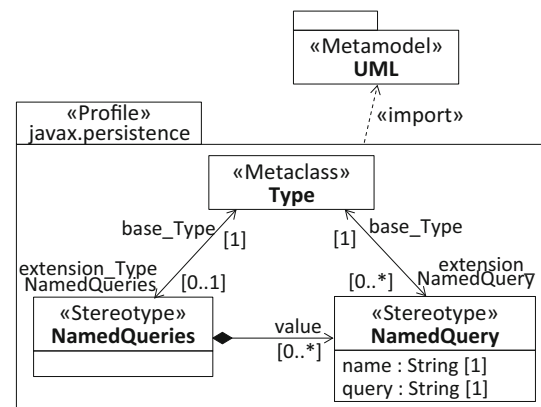 «Metamodel»
UML
«Profile»
javax.persistence
«import»
«Metaclass»
Type
base_Type
[1]
base_Type
[1]
extension_Type
NamedQueries
[0..1]
extension_
NamedQuery
[0..*]
«Stereotype»
NamedQueries
value
[0..*]
«Stereotype»
NamedQuery
name : String [1]
query : String [1]